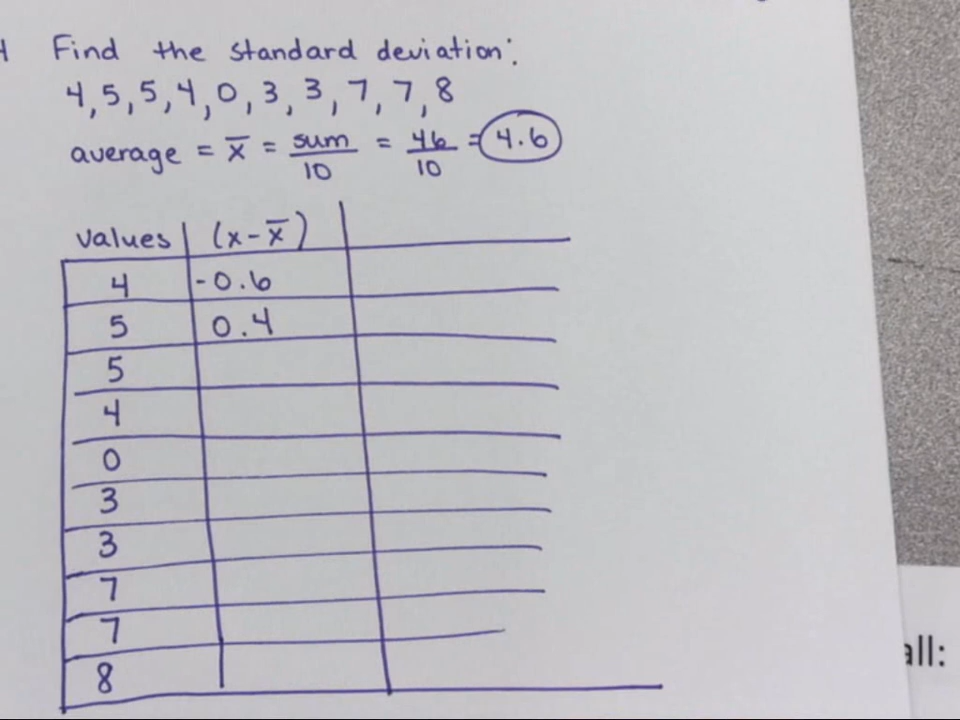 Find the standard deviation:
4, 5, 5, 4, 0, 3, 3, 7, 7, 8
average = x̄ = sum/10 = 46/10 = 4.6
values (x - x̄)
4 -0.6
5 0.4
5
4
0
3
3
7
7
8
all: